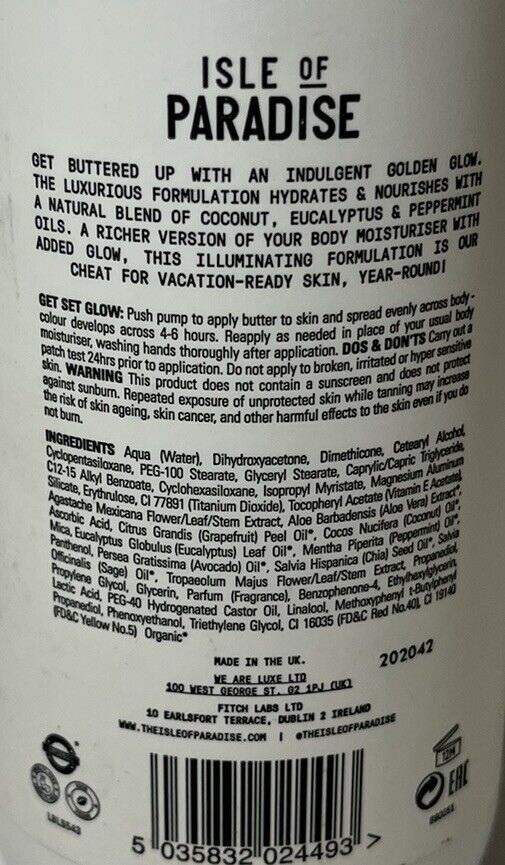 ISLE OF
PARADISE
GET BUTTERED UP WITH AN INDULGENT GOLDEN GLOW.
THE LUXURIOUS FORMULATION HYDRATES & NOURISHES WITH
A NATURAL BLEND OF COCONUT, EUCALYPTUS & PEPPERMINT
OILS. A RICHER VERSION OF YOUR BODY MOISTURISER WITH
ADDED GLOW, THIS ILLUMINATING FORMULATION IS OUR
CHEAT FOR VACATION-READY SKIN, YEAR-ROUND!
GET SET GLOW: Push pump to apply butter to skin and spread evenly across body -
colour develops across 4-6 hours. Reapply as needed in place of your usual body
moisturiser, washing hands thoroughly after application. DOS & DON'TS Carry out a
patch test 24hrs prior to application. Do not apply to broken, irritated or hyper sensitive
skin. WARNING This product does not contain a sunscreen and does not protect
against sunburn. Repeated exposure of unprotected skin while tanning may increase
the risk of skin ageing, skin cancer, and other harmful effects to the skin even if you do
not burn.
INGREDIENTS Aqua (Water), Dihydroxyacetone, Dimethicone, Cetearyl Alcohol,
Cyclopentasiloxane, PEG-100 Stearate, Glyceryl Stearate, Caprylic/Capric Triglyceride,
C12-15 Alkyl Benzoate, Cyclohexasiloxane, Isopropyl Myristate, Magnesium Aluminum
Silicate, Erythrulose, CI 77891 (Titanium Dioxide), Tocopheryl Acetate (Vitamin E Acetate),
Agastache Mexicana Flower/Leaf/Stem Extract, Aloe Barbadensis (Aloe Vera) Extract*,
Ascorbic Acid, Citrus Grandis (Grapefruit) Peel Oil*, Cocos Nucifera (Coconut) Oil*,
Mica, Eucalyptus Globulus (Eucalyptus) Leaf Oil*, Mentha Piperita (Peppermint) Oil*,
Panthenol, Persea Gratissima (Avocado) Oil*, Salvia Hispanica (Chia) Seed Oil*, Salvia
Officinalis (Sage) Oil*, Tropaeolum Majus Flower/Leaf/Stem Extract, Propanediol,
Propylene Glycol, Glycerin, Parfum (Fragrance), Benzophenone-4, Ethylhexylglycerin,
Lactic Acid, PEG-40 Hydrogenated Castor Oil, Linalool, Methoxyphenyl t-Butylphenyl
Propanediol, Phenoxyethanol, Triethylene Glycol, CI 16035 (FD&C Red No.40), CI 19140
(FD&C Yellow No.5) Organic*
MADE IN THE UK.
202042
WE ARE LUXE LTD
100 WEST GEORGE ST. G2 1PJ (UK)
FITCH LABS LTD
10 EARLSFORT TERRACE, DUBLIN 2 IRELAND
WWW.THEISLEOFPARADISE.COM | @THEISLEOFPARADISE
12M
EAC
LBL5543
5 035832 024493 >